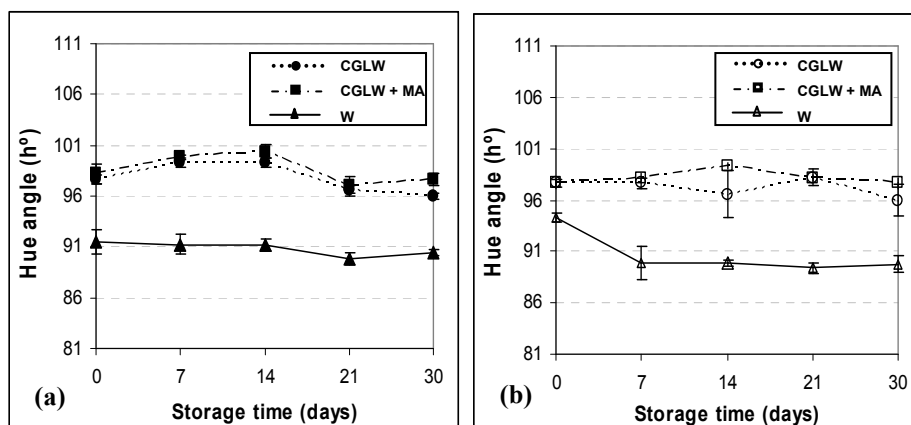 111
106
101
96
91
86
81
Hue angle (hº)
CGLW
CGLW + MA
W
0 7 14 21 30
Storage time (days)
(a)
111
106
101
96
91
86
81
Hue angle (hº)
CGLW
CGLW + MA
W
0 7 14 21 30
Storage time (days)
(b)